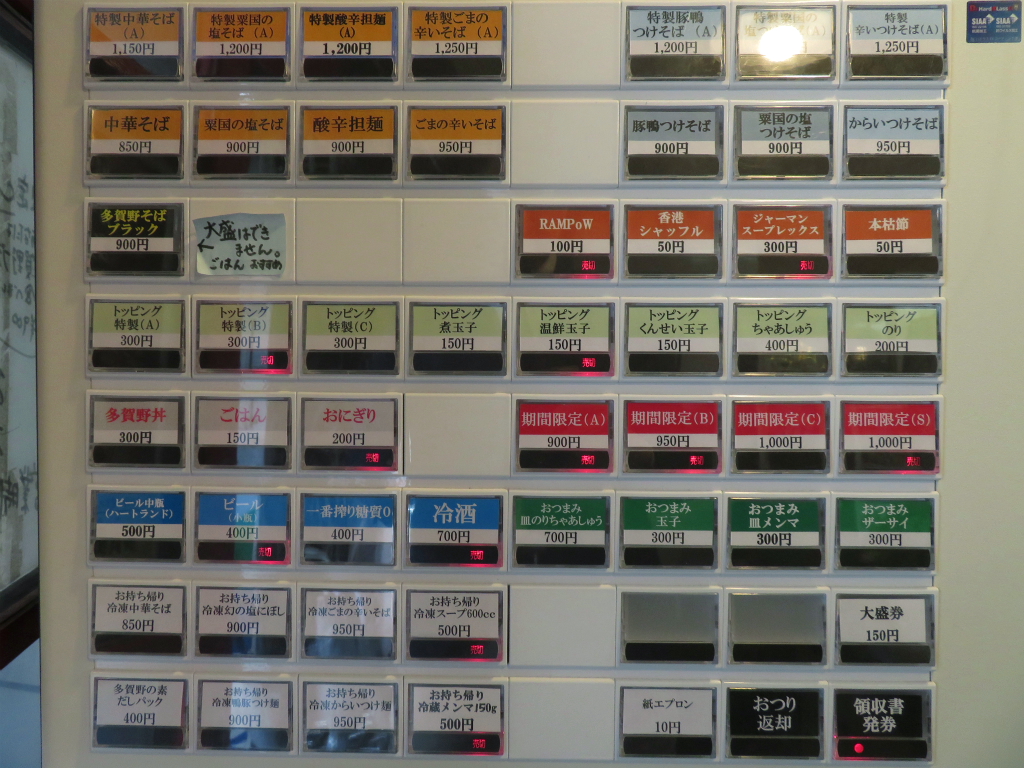 特製中華そば
(A)
1,150円
特製粟国の
塩そば (A)
1,200円
特製酸辛担麺
(A)
1,200円
特製ごまの
辛いそば (A)
1,250円
特製豚鴨
つけそば (A)
1,200円
特製粟国の
特製
辛いつけそば(A)
1,250円
中華そば
850円
粟国の塩そば
900円
酸辛担麺
900円
ごまの辛いそば
950円
豚鴨つけそば
900円
粟国の塩
つけそば
900円
からいつけそば
950円
多賀野そば
ブラック
900円
大盛はでき
ません。
ごはん おすすめ
RAMPoW
100円
売切
香港
シャッフル
50円
ジャーマン
スープレックス
300円
売切
本枯節
50円
トッピング
特製(A)
300円
トッピング
特製(B)
300円
売切
トッピング
特製(C)
300円
トッピング
煮玉子
150円
トッピング
温鮮玉子
150円
売切
トッピング
くんせい玉子
150円
トッピング
ちゃあしゅう
400円
トッピング
のり
200円
多賀野丼
300円
ごはん
150円
おにぎり
200円
売切
期間限定(A)
900円
売切
期間限定(B)
950円
売切
期間限定(C)
1,000円
期間限定(S)
1,000円
売切
ビール中瓶
(ハートランド)
500円
ビール
(小瓶)
400円
売切
一番搾り糖質0
400円
冷酒
700円
売切
おつまみ
皿のりちゃあしゅう
700円
おつまみ
玉子
300円
おつまみ
皿メンマ
300円
おつまみ
ザーサイ
300円
お持ち帰り
冷凍中華そば
850円
お持ち帰り
冷凍幻の塩にぼし
900円
お持ち帰り
冷凍ごまの辛いそば
950円
お持ち帰り
冷凍スープ600cc
500円
売切
大盛券
150円
多賀野の素
だしパック
400円
お持ち帰り
冷凍鴨豚つけ麺
900円
お持ち帰り
冷凍からいつけ麺
950円
お持ち帰り
冷蔵メンマ150g
500円
売切
紙エプロン
10円
おつり
返却
領収書
発券
Hard Laxs
SIAA
SIAA